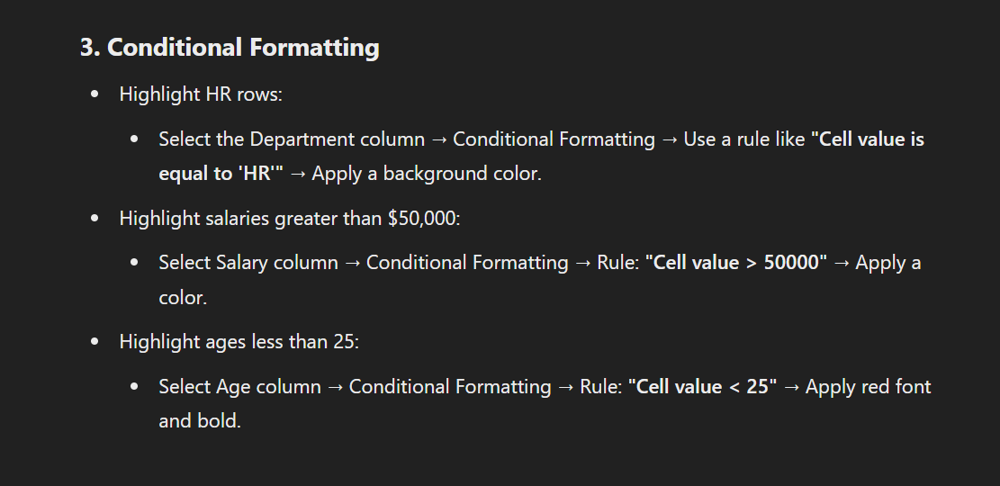 3. Conditional Formatting
• Highlight HR rows:
• Select the Department column → Conditional Formatting → Use a rule like "Cell value is
equal to 'HR'" → Apply a background color.
• Highlight salaries greater than $50,000:
• Select Salary column → Conditional Formatting → Rule: "Cell value > 50000" → Apply a
color.
• Highlight ages less than 25:
• Select Age column → Conditional Formatting → Rule: "Cell value < 25" → Apply red font
and bold.